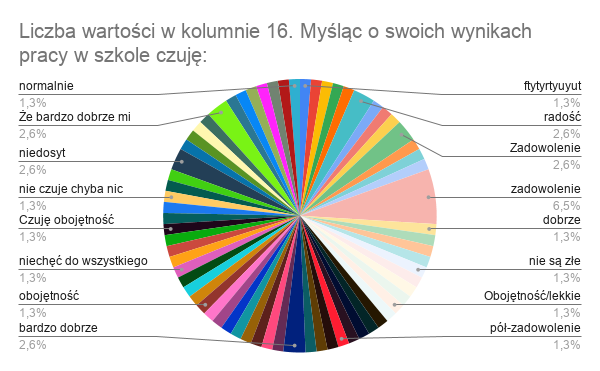 Liczba wartości w kolumnie 16. Myśląc o swoich wynikach
pracy w szkole czuję:
normalnie
1,3%
Że bardzo dobrze mi
2,6%
niedosyt
2,6%
nie czuje chyba nic
1,3%
Czuję obojętność
1,3%
niechęć do wszystkiego
1,3%
obojętność
1,3%
bardzo dobrze
2,6%
ftytyrtyuyut
1,3%
radość
2,6%
Zadowolenie
2,6%
zadowolenie
6,5%
dobrze
1,3%
nie są złe
1,3%
Obojętność/lekkie
1,3%
pół-zadowolenie
1,3%